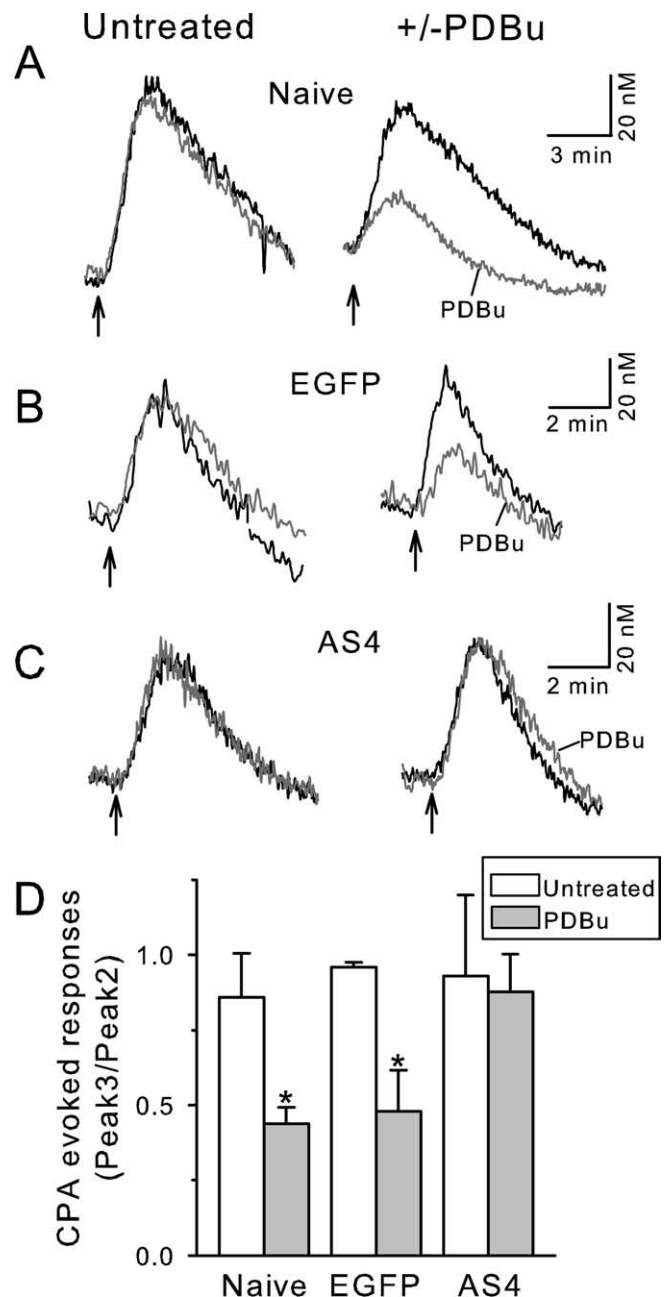 Untreated
+/-PDBu
A
Naive
20 nM
3 min
PDBu
B
EGFP
20 nM
2 min
PDBu
C
AS4
20 nM
2 min
PDBu
D
Untreated
PDBu
CPA evoked responses
(Peak3/Peak2)
1.0
0.5
0.0
*
*
Naive
EGFP
AS4